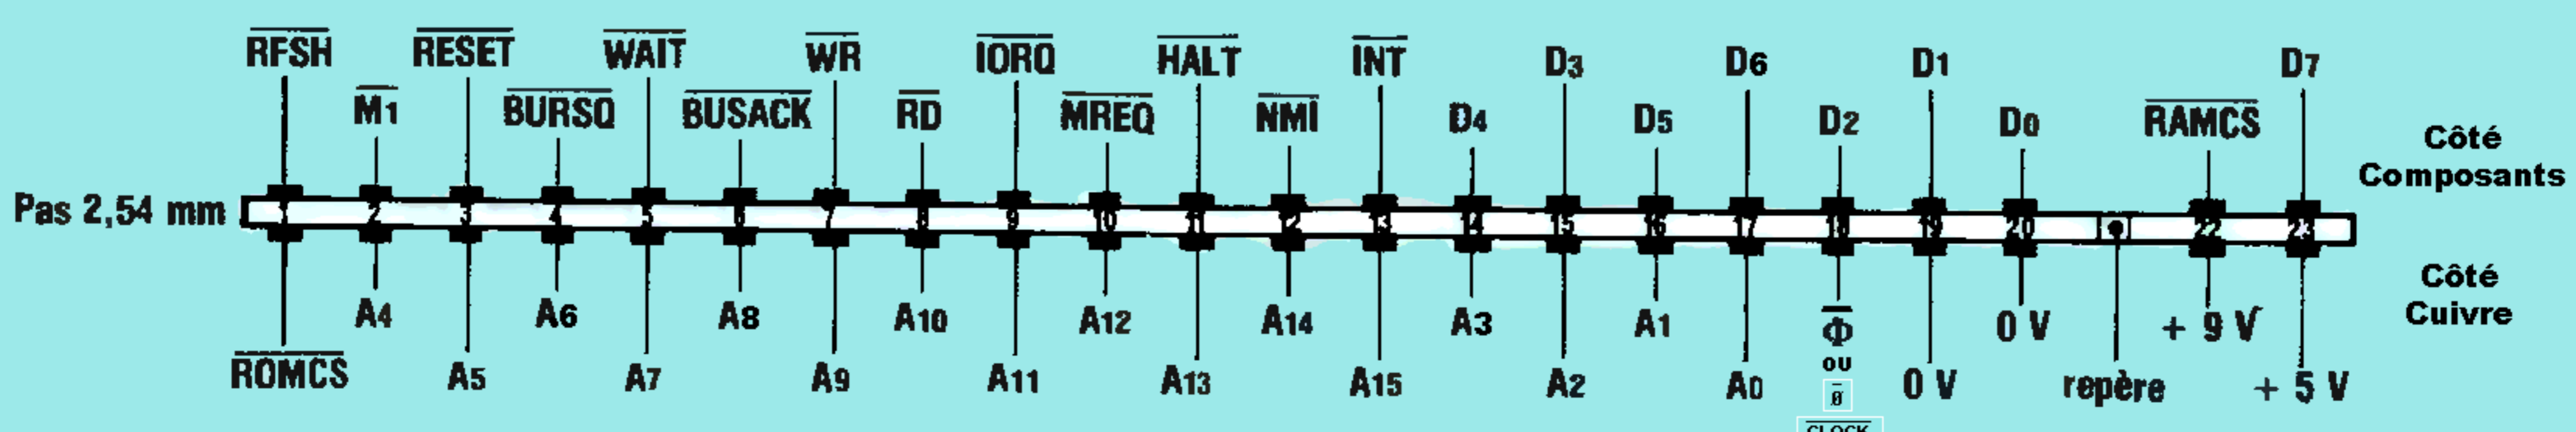 RFSH RESET WAIT WR IORQ HALT INT D3 D6 D1 D7
M1 BURSQ BUSACK RD MREQ NMI D4 D5 D2 D0 RAMCS
Côté
Composants
Pas 2,54 mm 1 2 3 4 5 6 7 8 9 10 11 12 13 14 15 16 17 18 19 20 22 23
Côté
Cuivre
A4 A6 A8 A10 A12 A14 A3 A1 Φ 0 V + 9 V
ou
ROMCS A5 A7 A9 A11 A13 A15 A2 A0 ø 0 V repère + 5 V
CLOCK